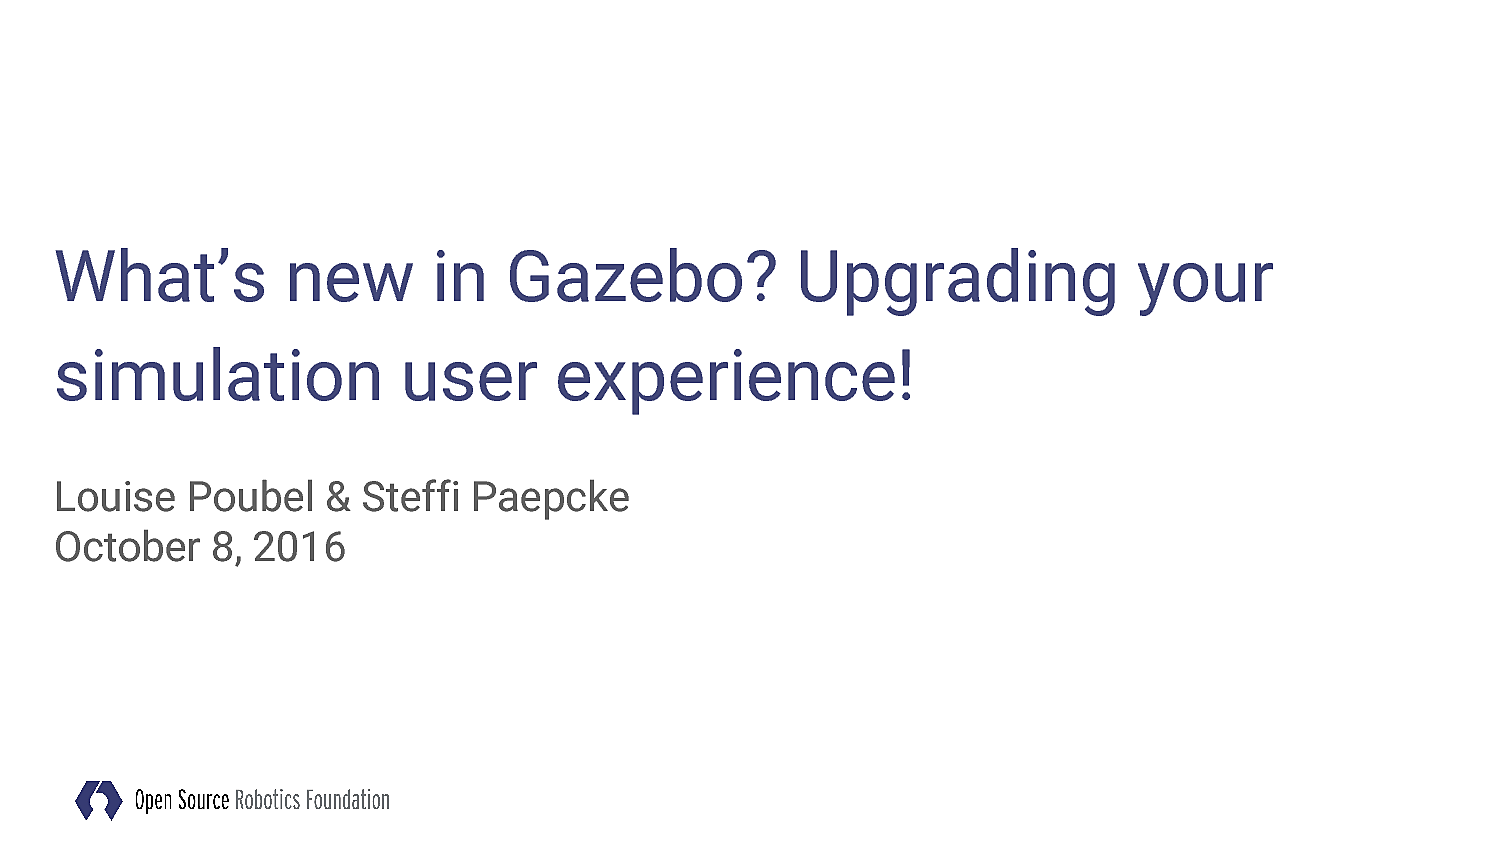 What’s new in Gazebo? Upgrading your
simulation user experience!
Louise Poubel & Steffi Paepcke
October 8, 2016
Open Source Robotics Foundation